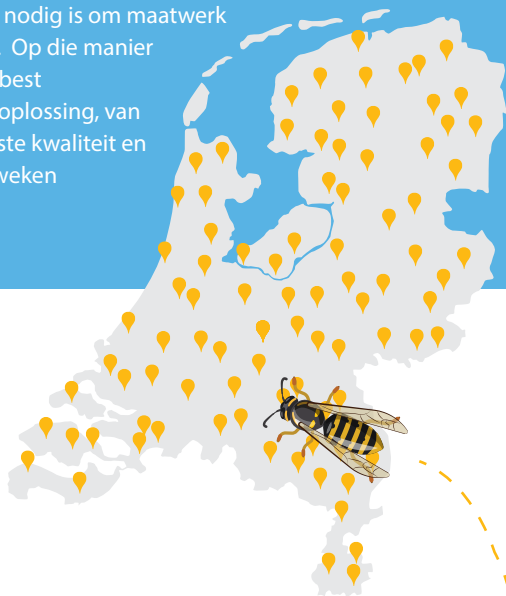 nodig is om maatwerk
Op die manier
best
oplossing, van
ste kwaliteit en
weken